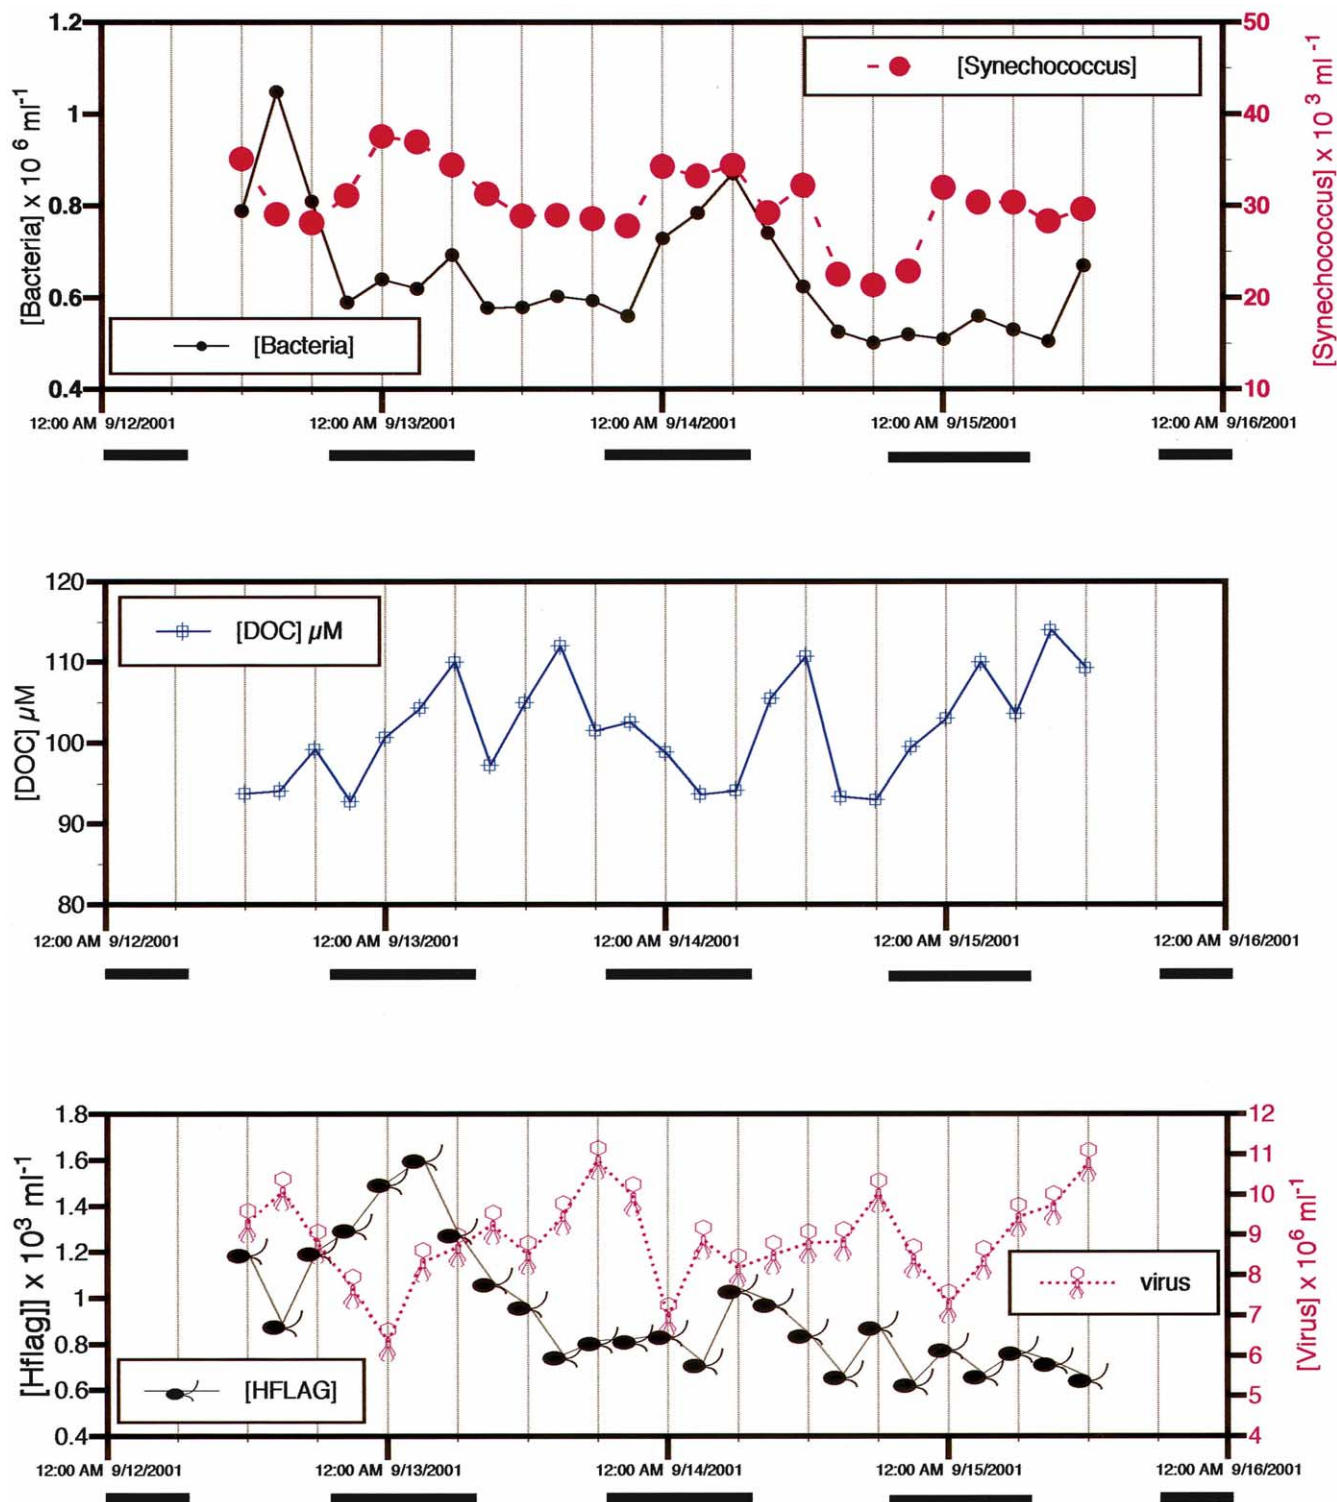 1.2
1
0.8
0.6
0.4
[Bacteria] x 10 6 ml-1
50
40
30
20
10
[Synechococcus] x 10 3 ml -1
[Synechococcus]
[Bacteria]
12:00 AM 9/12/2001
12:00 AM 9/13/2001
12:00 AM 9/14/2001
12:00 AM 9/15/2001
12:00 AM 9/16/2001
120
110
100
90
80
[DOC] µM
[DOC] µM
12:00 AM 9/12/2001
12:00 AM 9/13/2001
12:00 AM 9/14/2001
12:00 AM 9/15/2001
12:00 AM 9/16/2001
1.8
1.6
1.4
1.2
1
0.8
0.6
0.4
[Hflag]] x 103 ml-1
12
11
10
9
8
7
6
5
4
[Virus] x 106 ml-1
virus
[HFLAG]
12:00 AM 9/12/2001
12:00 AM 9/13/2001
12:00 AM 9/14/2001
12:00 AM 9/15/2001
12:00 AM 9/16/2001